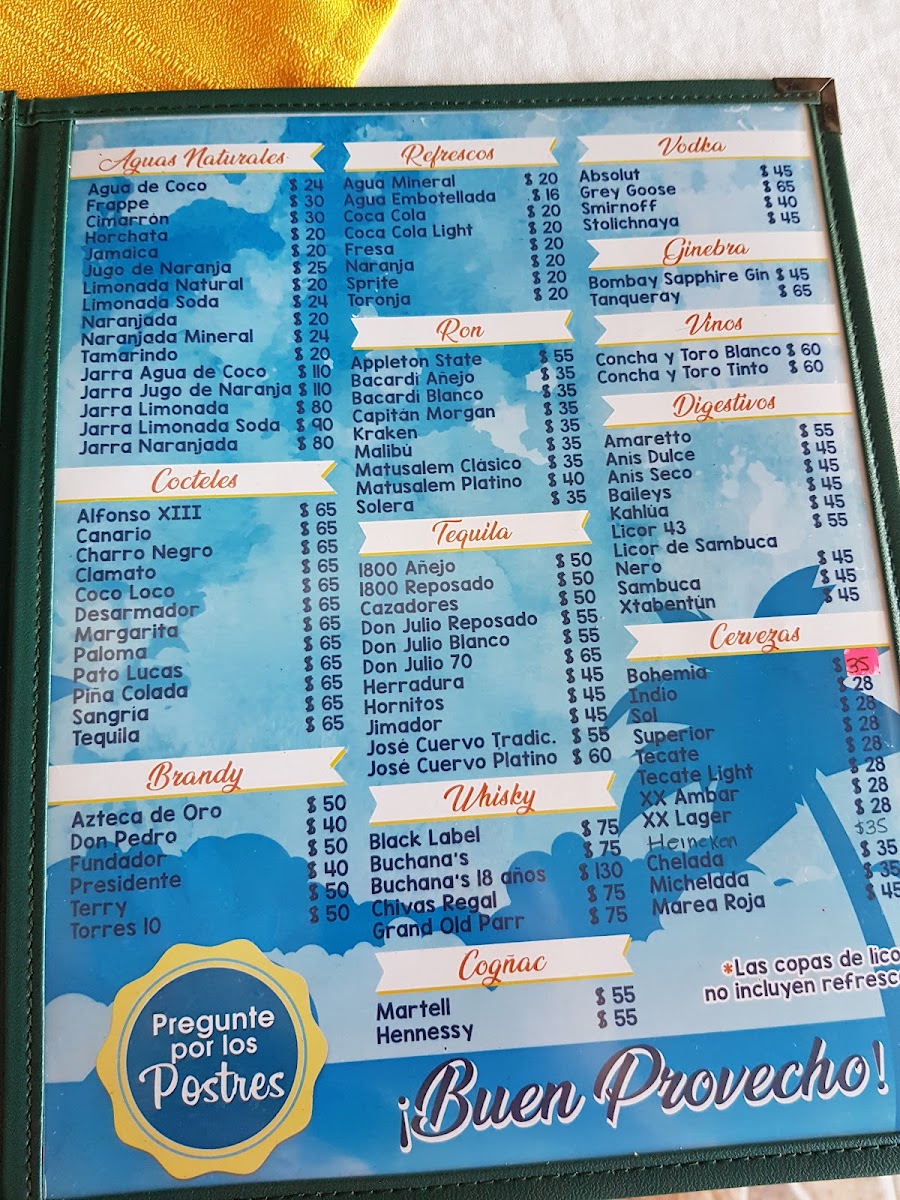 Aguas Naturales
Agua de Coco $ 24
Frappe $ 30
Cimarrón $ 30
Horchata $ 20
Jamaica $ 20
Jugo de Naranja $ 25
Limonada Natural $ 20
Limonada Soda $ 24
Naranjada $ 20
Naranjada Mineral $ 24
Tamarindo $ 20
Jarra Agua de Coco $ 110
Jarra Jugo de Naranja $ 110
Jarra Limonada $ 80
Jarra Limonada Soda $ 90
Jarra Naranjada $ 80
Cocteles
Alfonso XIII $ 65
Canario $ 65
Charro Negro $ 65
Clamato $ 65
Coco Loco $ 65
Desarmador $ 65
Margarita $ 65
Paloma $ 65
Pato Lucas $ 65
Piña Colada $ 65
Sangria $ 65
Tequila $ 65
Brandy
Azteca de Oro $ 50
Don Pedro $ 40
Fundador $ 50
Presidente $ 40
Terry $ 50
Torres 10 $ 50
Pregunte
por los
Postres
Refrescos
Agua Mineral $ 20
Agua Embotellada $ 16
Coca Cola $ 20
Coca Cola Light $ 20
Fresa $ 20
Naranja $ 20
Sprite $ 20
Toronja $ 20
Ron
Appleton State $ 55
Bacardi Añejo $ 35
Bacardi Blanco $ 35
Capitán Morgan $ 35
Kraken $ 35
Malibú $ 35
Matusalem Clásico $ 35
Matusalem Platino $ 40
Solera $ 35
Tequila
1800 Añejo $ 50
1800 Reposado $ 50
Cazadores $ 50
Don Julio Reposado $ 55
Don Julio Blanco $ 55
Don Julio 70 $ 65
Herradura $ 45
Hornitos $ 45
Jimador $ 45
José Cuervo Tradic. $ 55
José Cuervo Platino $ 60
Whisky
Black Label $ 75
Buchana's $ 75
Buchana's 18 años $ 130
Chivas Regal $ 75
Grand Old Parr $ 75
Cogñac
Martell $ 55
Hennessy $ 55
Vodka
Absolut $ 45
Grey Goose $ 65
Smirnoff $ 40
Stolichnaya $ 45
Ginebra
Bombay Sapphire Gin $ 45
Tanqueray $ 65
Vinos
Concha y Toro Blanco $ 60
Concha y Toro Tinto $ 60
Digestivos
Amaretto $ 55
Anis Dulce $ 45
Anis Seco $ 45
Baileys $ 45
Kahlúa $ 45
Licor 43 $ 55
Licor de Sambuca
Nero $ 45
Sambuca $ 45
Xtabentún $ 45
Cervezas
Bohemia $ 35
Indio $ 28
Sol $ 28
Superior $ 28
Tecate $ 28
Tecate Light $ 28
XX Ambar $ 28
XX Lager $ 28
Heineken $35
Chelada $ 35
Michelada $ 35
Marea Roja $ 45
*Las copas de lico
no incluyen refresc
¡Buen Provecho!